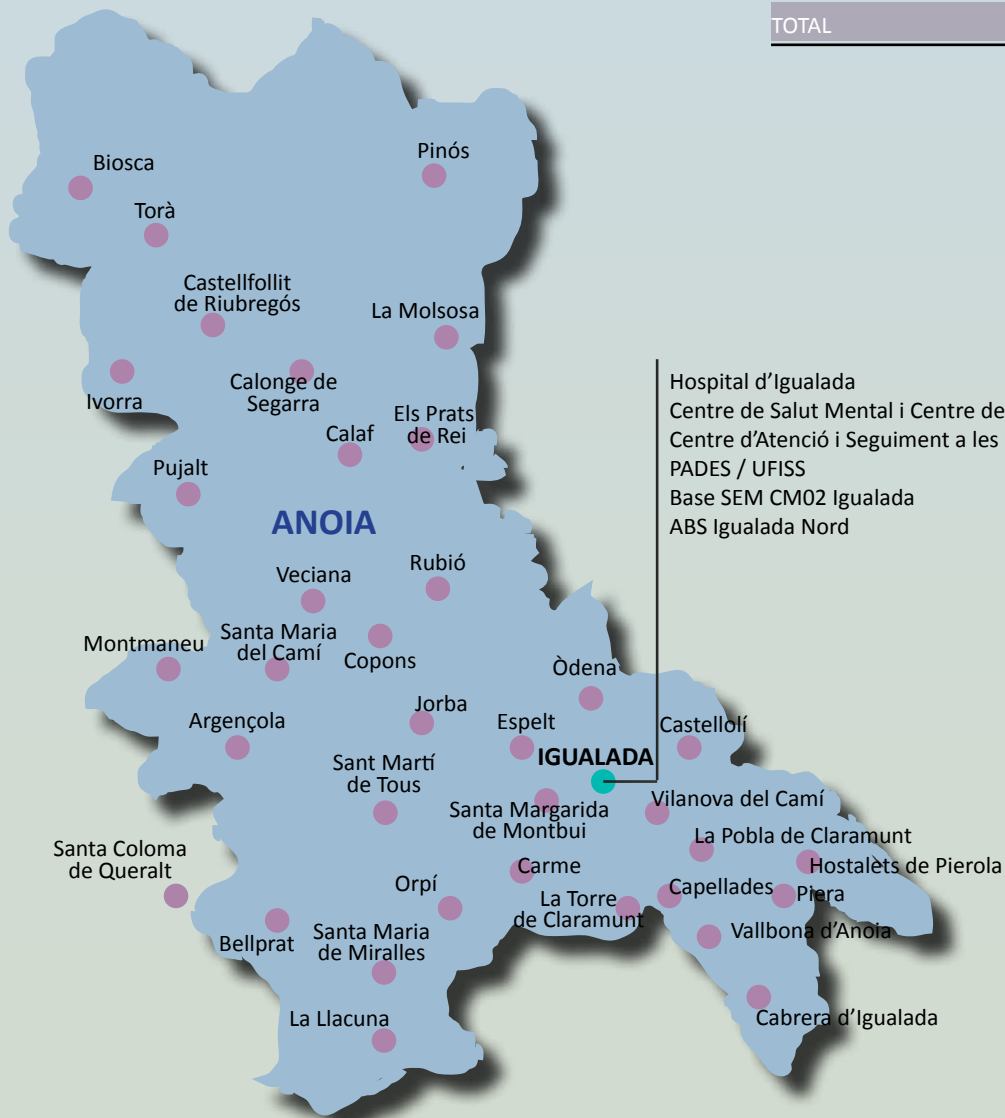 TOTAL
Pinós
Biosca
Torà
Castellfollit
de Riubregós
La Molsosa
Hospital d'Igualada
Centre de Salut Mental i Centre de
Centre d'Atenció i Seguiment a les
PADES / UFISS
Base SEM CM02 Igualada
ABS Igualada Nord
Ivorra
Calonge de
Segarra
Els Prats
de Rei
Calaf
Pujalt
ANOIA
Rubió
Veciana
Montmaneu
Santa Maria
del Camí
Copons
Òdena
Jorba
Argençola
Espelt
Castellolí
IGUALADA
Sant Martí
de Tous
Santa Margarida
de Montbui
Vilanova del Camí
La Pobla de Claramunt
Santa Coloma
de Queralt
Carme
Hostalets de Pierola
Orpí
La Torre
de Claramunt
Capellades
Piera
Bellprat
Santa Maria
de Miralles
Vallbona d'Anoia
La Llacuna
Cabrera d'Igualada